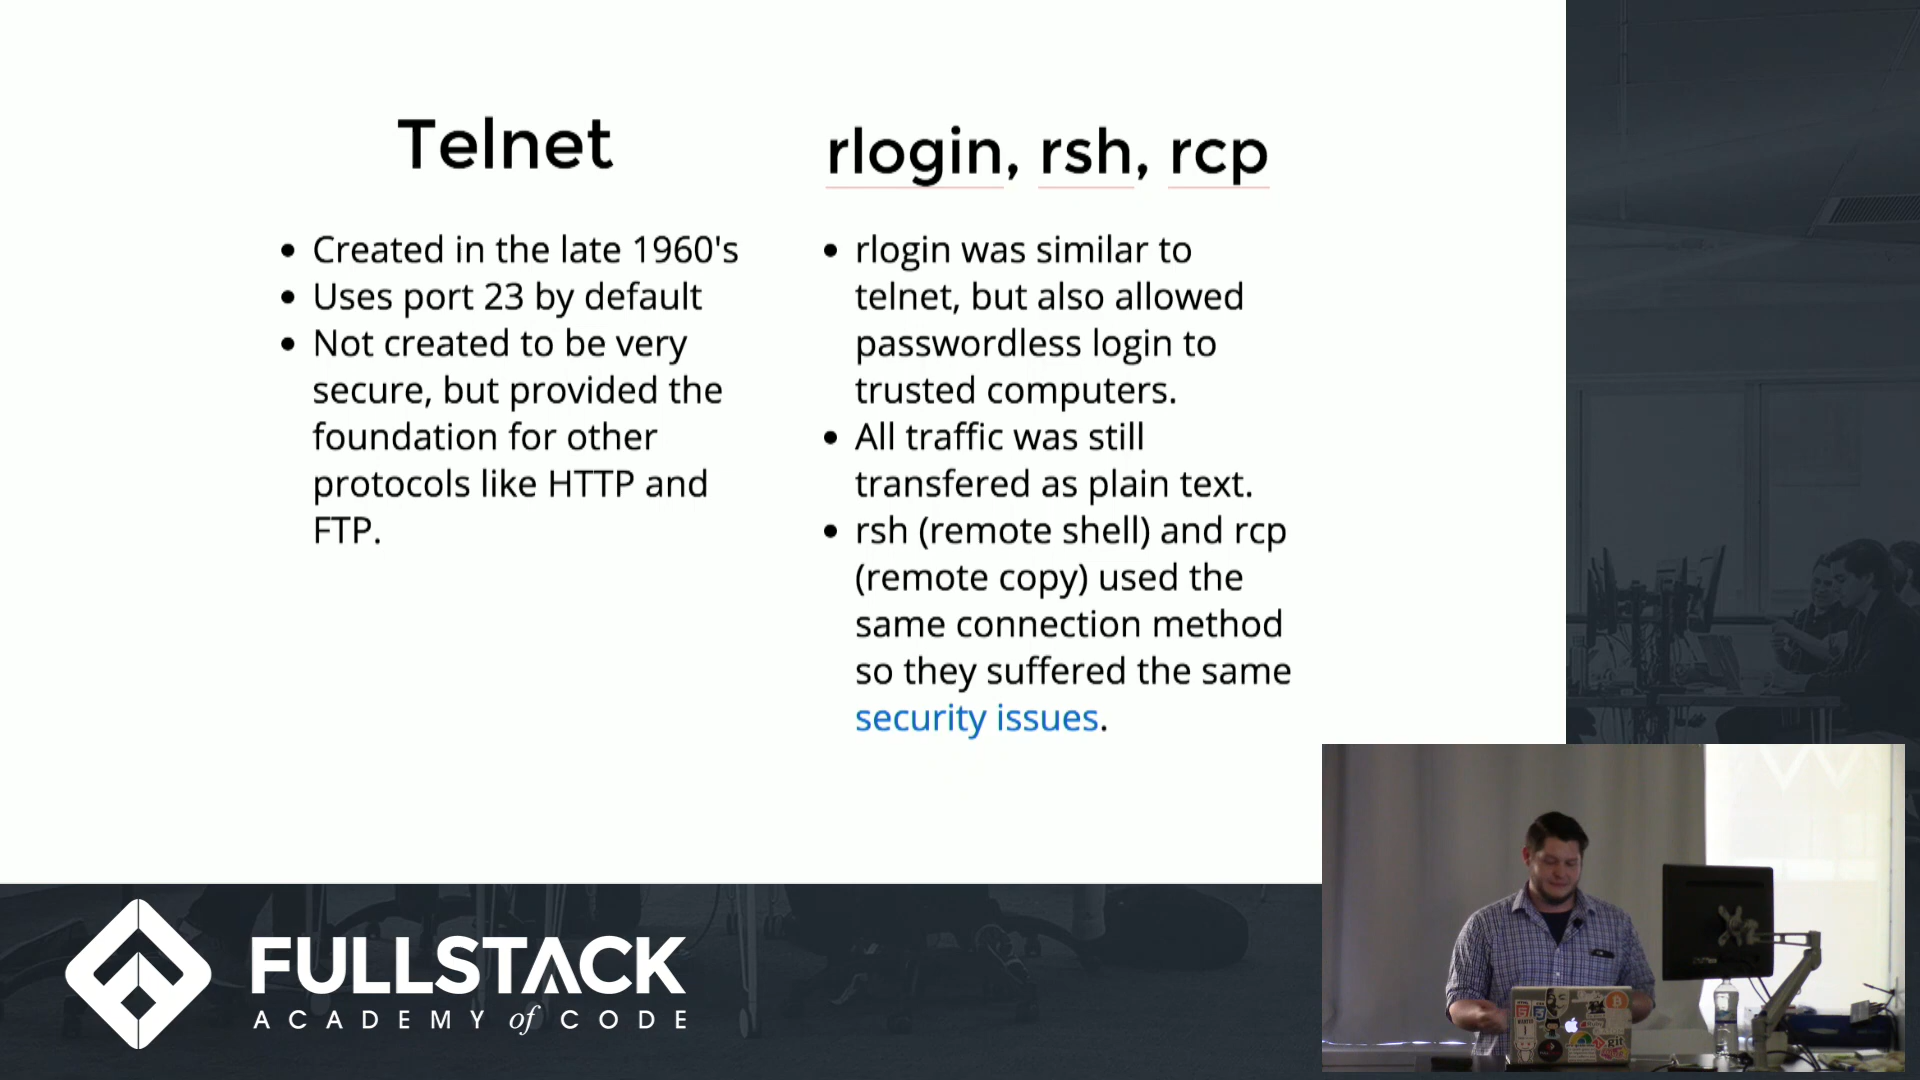 Telnet
Created in the late 1960's
Uses port 23 by default
Not created to be very
secure, but provided the
foundation for other
protocols like HTTP and
FTP.
rlogin, rsh, rcp
rlogin was similar to
telnet, but also allowed
passwordless login to
trusted computers.
All traffic was still
transfered as plain text.
rsh (remote shell) and rcp
(remote copy) used the
same connection method
so they suffered the same
security issues.
FULLSTACK
ACADEMY of CODE
git